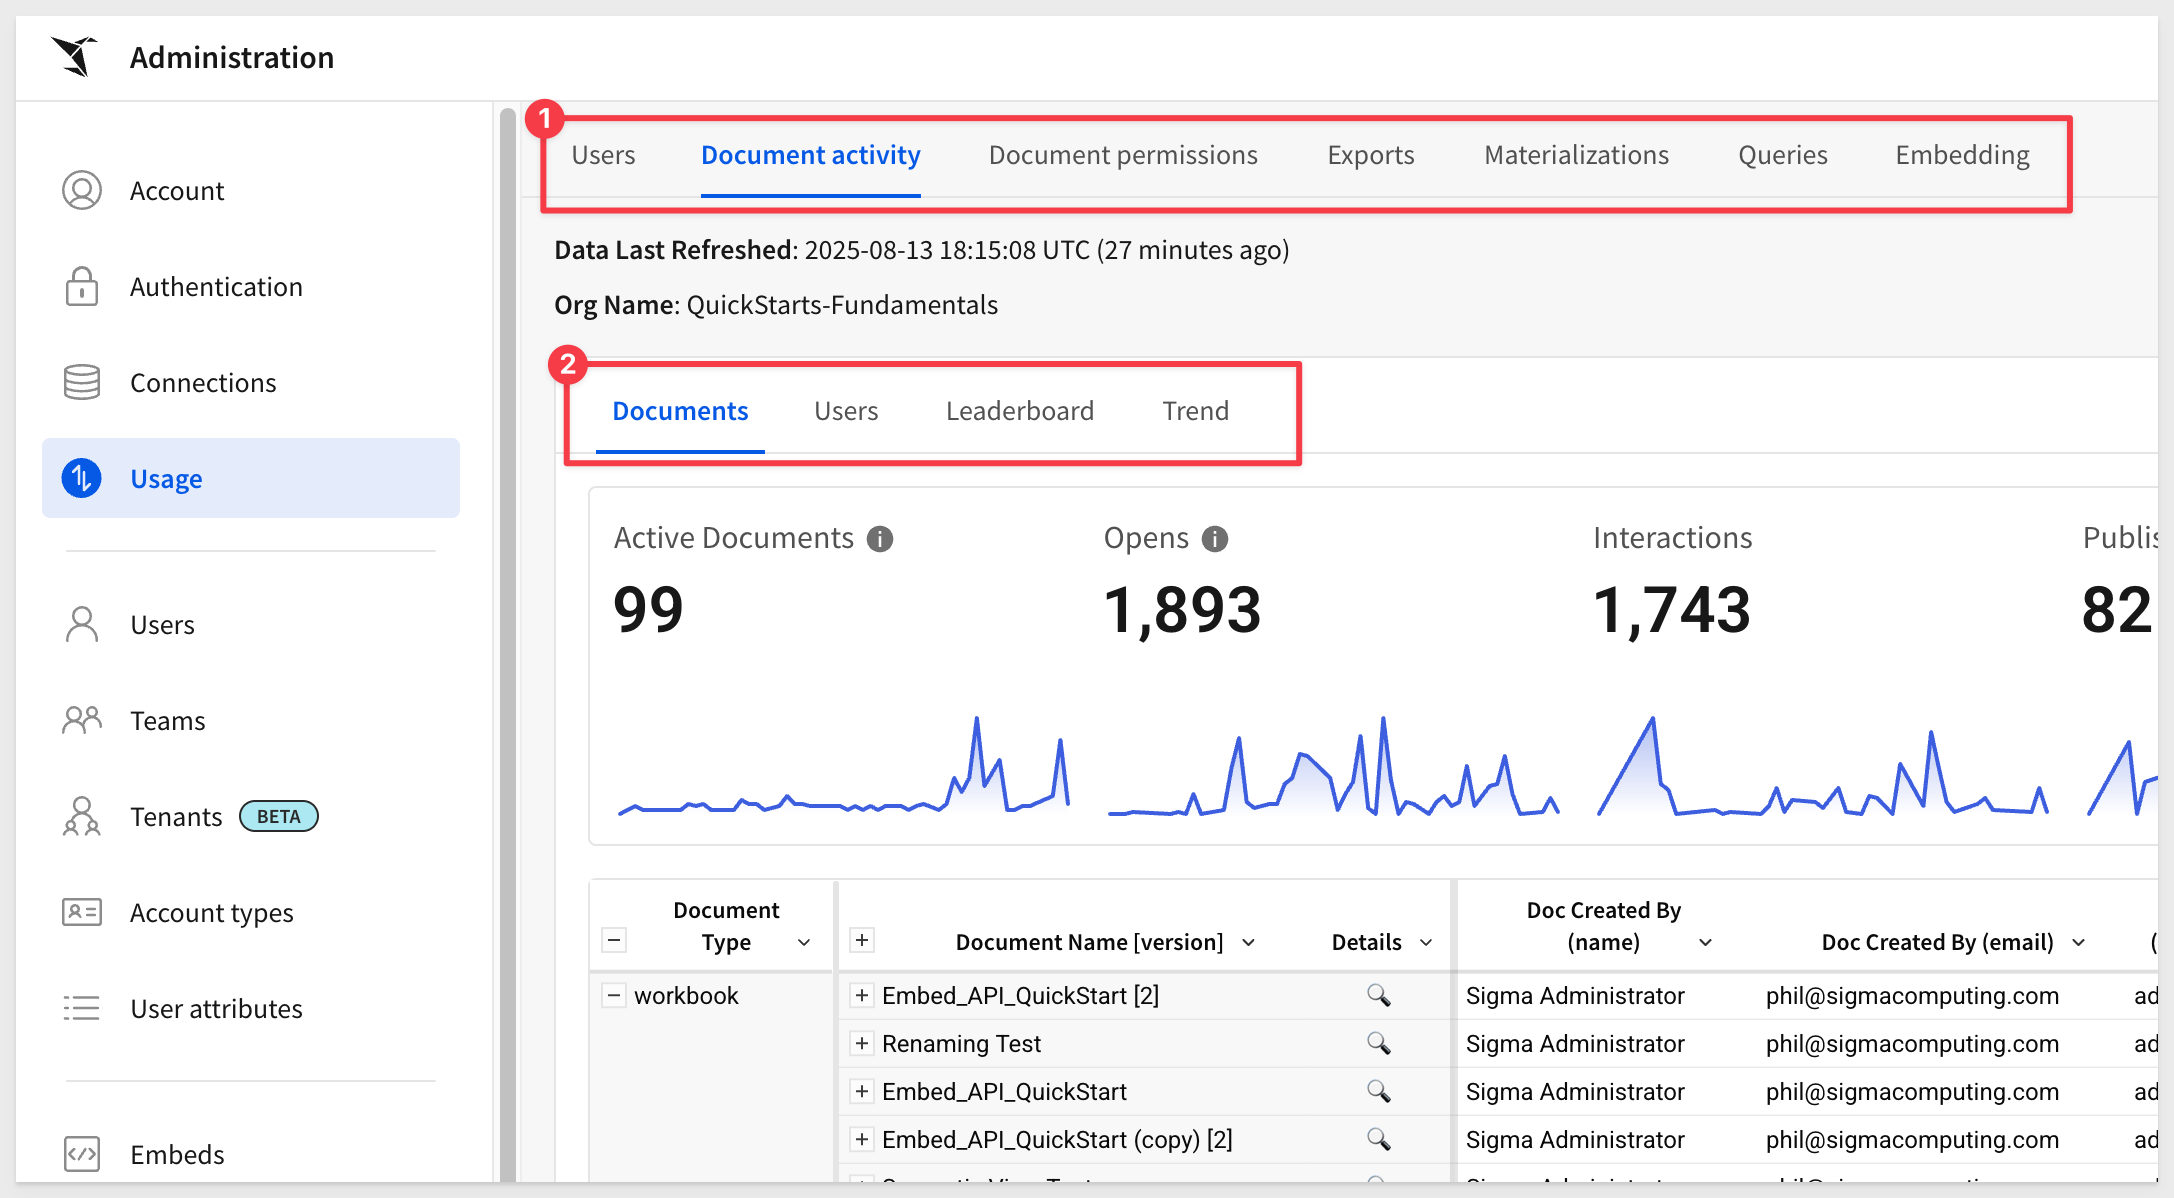 Administration
Account
Authentication
Connections
Usage
Users
Teams
Tenants BETA
Account types
User attributes
Embeds
1
Users Document activity Document permissions Exports Materializations Queries Embedding
Data Last Refreshed: 2025-08-13 18:15:08 UTC (27 minutes ago)
Org Name: QuickStarts-Fundamentals
2
Documents Users Leaderboard Trend
Active Documents Opens Interactions
99 1,893 1,743 82
Document Doc Created By
Type Document Name [version] Details (name) Doc Created By (email) (
workbook Embed_API_QuickStart [2] Sigma Administrator phil@sigmacomputing.com ad
Renaming Test Sigma Administrator phil@sigmacomputing.com ad
Embed_API_QuickStart Sigma Administrator phil@sigmacomputing.com ad
Embed_API_QuickStart (copy) [2] Sigma Administrator phil@sigmacomputing.com ad